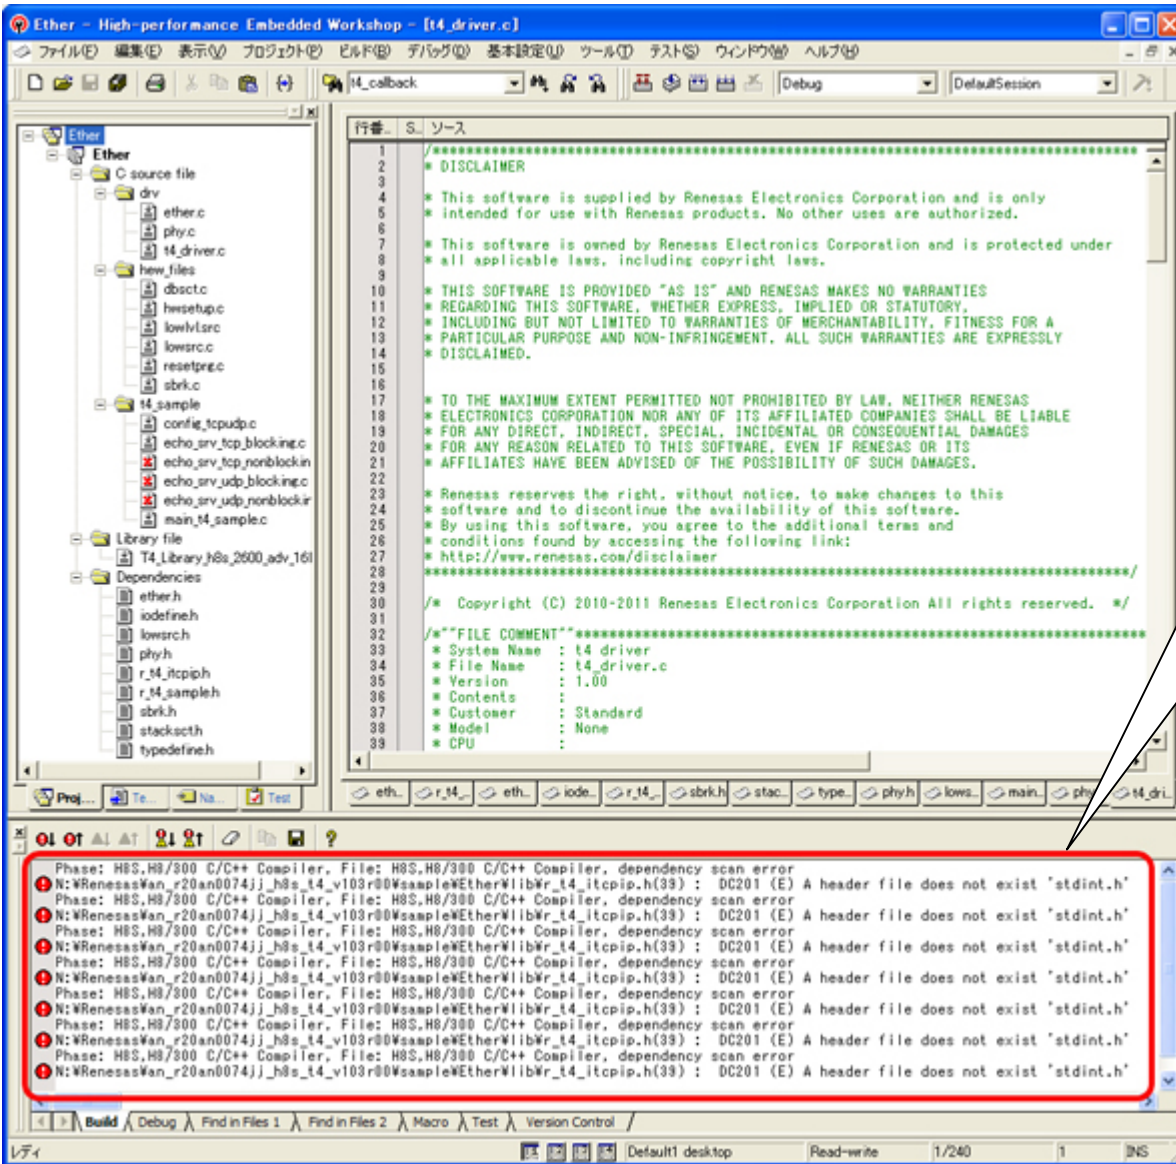 Ether - High-performance Embedded Workshop - [t4_driver.c]
ファイル(F) 編集(E) 表示(V) プロジェクト(P) ビルド(B) デバッグ(D) 基本設定(U) ツール(T) テスト(S) ウィンドウ(W) ヘルプ(H)
t4_callback Debug DefaultSession
Ether
Ether
C source file
drv
ether.c
phy.c
t4_driver.c
hew_files
dbsct.c
hwsetup.c
lowlvl.src
lowsrc.c
resetprg.c
sbrk.c
t4_sample
config_tcpudp.c
echo_srv_tcp_blocking.c
echo_srv_tcp_nonblockin
echo_srv_udp_blocking.c
echo_srv_udp_nonblockir
main_t4_sample.c
Library file
T4_Library_h8s_2600_adv_16l
Dependencies
ether.h
iodefine.h
lowsrc.h
phy.h
r_t4_itcpip.h
r_t4_sample.h
sbrk.h
stacksct.h
typedefine.h
Proj... Te... Na... Test
行番.. S.. ソース
1 /******************************************************************************
2 * DISCLAIMER
3
4 * This software is supplied by Renesas Electronics Corporation and is only
5 * intended for use with Renesas products. No other uses are authorized.
6
7 * This software is owned by Renesas Electronics Corporation and is protected under
8 * all applicable laws, including copyright laws.
9
10 * THIS SOFTWARE IS PROVIDED "AS IS" AND RENESAS MAKES NO WARRANTIES
11 * REGARDING THIS SOFTWARE, WHETHER EXPRESS, IMPLIED OR STATUTORY,
12 * INCLUDING BUT NOT LIMITED TO WARRANTIES OF MERCHANTABILITY, FITNESS FOR A
13 * PARTICULAR PURPOSE AND NON-INFRINGEMENT. ALL SUCH WARRANTIES ARE EXPRESSLY
14 * DISCLAIMED.
15
16
17 * TO THE MAXIMUM EXTENT PERMITTED NOT PROHIBITED BY LAW, NEITHER RENESAS
18 * ELECTRONICS CORPORATION NOR ANY OF ITS AFFILIATED COMPANIES SHALL BE LIABLE
19 * FOR ANY DIRECT, INDIRECT, SPECIAL, INCIDENTAL OR CONSEQUENTIAL DAMAGES
20 * FOR ANY REASON RELATED TO THIS SOFTWARE, EVEN IF RENESAS OR ITS
21 * AFFILIATES HAVE BEEN ADVISED OF THE POSSIBILITY OF SUCH DAMAGES.
22
23 * Renesas reserves the right, without notice, to make changes to this
24 * software and to discontinue the availability of this software.
25 * By using this software, you agree to the additional terms and
26 * conditions found by accessing the following link:
27 * http://www.renesas.com/disclaimer
28 ******************************************************************************/
29
30 /* Copyright (C) 2010-2011 Renesas Electronics Corporation All rights reserved. */
31
32 /*""FILE COMMENT""*************************************************************
33 * System Name : t4 driver
34 * File Name : t4_driver.c
35 * Version : 1.00
36 * Contents :
37 * Customer : Standard
38 * Model : None
39 * CPU :
eth.. r_t4_.. eth.. iode.. r_t4_.. sbrk.h stac.. type.. phy.h lows.. main.. phy t4_dri..
Phase: H8S,H8/300 C/C++ Compiler, File: H8S,H8/300 C/C++ Compiler, dependency scan error
N:¥Renesas¥an_r20an0074jj_h8s_t4_v103r00¥sample¥Ether¥lib¥r_t4_itcpip.h(39) : DC201 (E) A header file does not exist 'stdint.h'
Phase: H8S,H8/300 C/C++ Compiler, File: H8S,H8/300 C/C++ Compiler, dependency scan error
N:¥Renesas¥an_r20an0074jj_h8s_t4_v103r00¥sample¥Ether¥lib¥r_t4_itcpip.h(39) : DC201 (E) A header file does not exist 'stdint.h'
Phase: H8S,H8/300 C/C++ Compiler, File: H8S,H8/300 C/C++ Compiler, dependency scan error
N:¥Renesas¥an_r20an0074jj_h8s_t4_v103r00¥sample¥Ether¥lib¥r_t4_itcpip.h(39) : DC201 (E) A header file does not exist 'stdint.h'
Phase: H8S,H8/300 C/C++ Compiler, File: H8S,H8/300 C/C++ Compiler, dependency scan error
N:¥Renesas¥an_r20an0074jj_h8s_t4_v103r00¥sample¥Ether¥lib¥r_t4_itcpip.h(39) : DC201 (E) A header file does not exist 'stdint.h'
Phase: H8S,H8/300 C/C++ Compiler, File: H8S,H8/300 C/C++ Compiler, dependency scan error
N:¥Renesas¥an_r20an0074jj_h8s_t4_v103r00¥sample¥Ether¥lib¥r_t4_itcpip.h(39) : DC201 (E) A header file does not exist 'stdint.h'
Phase: H8S,H8/300 C/C++ Compiler, File: H8S,H8/300 C/C++ Compiler, dependency scan error
N:¥Renesas¥an_r20an0074jj_h8s_t4_v103r00¥sample¥Ether¥lib¥r_t4_itcpip.h(39) : DC201 (E) A header file does not exist 'stdint.h'
Phase: H8S,H8/300 C/C++ Compiler, File: H8S,H8/300 C/C++ Compiler, dependency scan error
N:¥Renesas¥an_r20an0074jj_h8s_t4_v103r00¥sample¥Ether¥lib¥r_t4_itcpip.h(39) : DC201 (E) A header file does not exist 'stdint.h'
Build Debug Find in Files 1 Find in Files 2 Macro Test Version Control
レディ Default1 desktop Read-write 1/240 1 INS